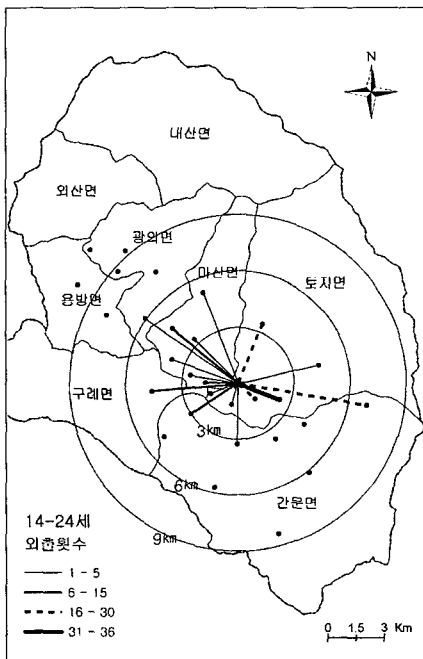 N
내산면
외산면
광의면
마산면
토지면
용방면
구례면
3km
6km
간문면
9km
14-24세
외출횟수
1 - 5
6 - 15
16 - 30
31 - 36
0 1.5 3 Km